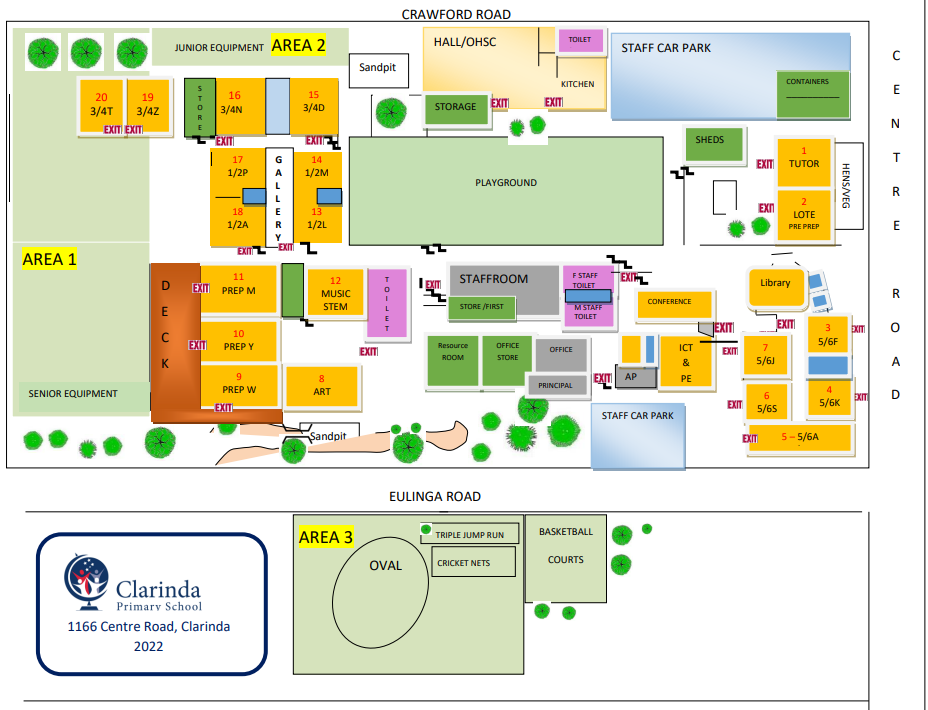 CRAWFORD ROAD
JUNIOR EQUIPMENT AREA 2
Sandpit
HALL/OHSC
TOILET
KITCHEN
STAFF CAR PARK
CONTAINERS
C
E
N
T
R
E
R
O
A
D
20
3/4T
EXIT
19
3/4Z
EXIT
S
T
O
R
E
16
3/4N
EXIT
15
3/4D
EXIT
STORAGE
EXIT
EXIT
SHEDS
EXIT
1
TUTOR
EXIT
2
LOTE
PRE PREP
HENS/VEG
17
1/2P
18
1/2A
EXIT
G
A
L
L
E
R
Y
EXIT
14
1/2M
13
1/2L
PLAYGROUND
AREA 1
D
E
C
K
EXIT
11
PREP M
EXIT
10
PREP Y
9
PREP W
EXIT
12
MUSIC
STEM
T
O
I
L
E
T
EXIT
8
ART
EXIT
STAFFROOM
STORE /FIRST
F STAFF
TOILET
M STAFF
TOILET
EXIT
CONFERENCE
Library
EXIT
EXIT
Resource
ROOM
OFFICE
STORE
OFFICE
PRINCIPAL
EXIT
AP
ICT
&
PE
EXIT
7
5/6J
3
5/6F
EXIT
EXIT
6
5/6S
4
5/6K
EXIT
EXIT
5 – 5/6A
SENIOR EQUIPMENT
Sandpit
STAFF CAR PARK
EULINGA ROAD
AREA 3
OVAL
TRIPLE JUMP RUN
CRICKET NETS
BASKETBALL
COURTS
Clarinda
Primary School
1166 Centre Road, Clarinda
2022